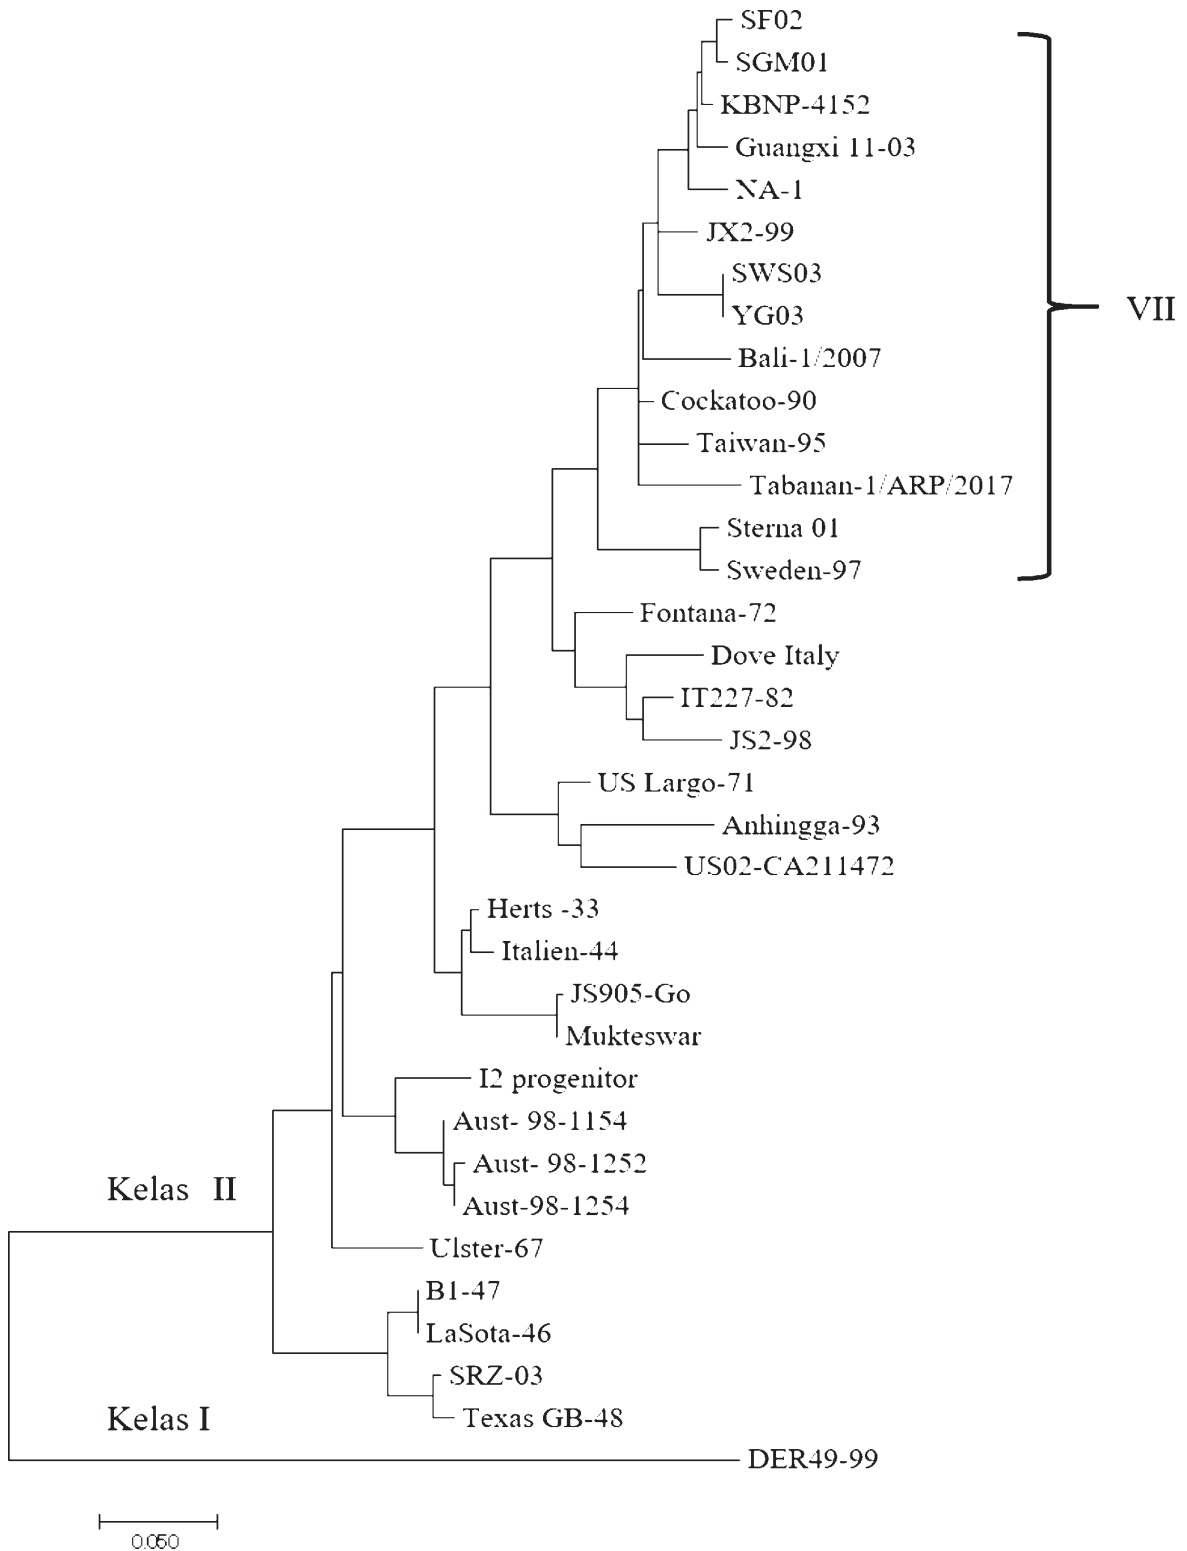 SF02
SGM01
KBNP-4152
Guangxi 11-03
NA-1
JX2-99
SWS03
YG03
VII
Bali-1/2007
Cockatoo-90
Taiwan-95
Tabanan-1/ARP/2017
Sterna 01
Sweden-97
Fontana-72
Dove Italy
IT227-82
JS2-98
US Largo-71
Anhingga-93
US02-CA211472
Herts -33
Italien-44
JS905-Go
Mukteswar
I2 progenitor
Aust- 98-1154
Aust- 98-1252
Kelas II
Aust-98-1254
Ulster-67
B1-47
LaSota-46
SRZ-03
Kelas I
Texas GB-48
DER49-99
0.050